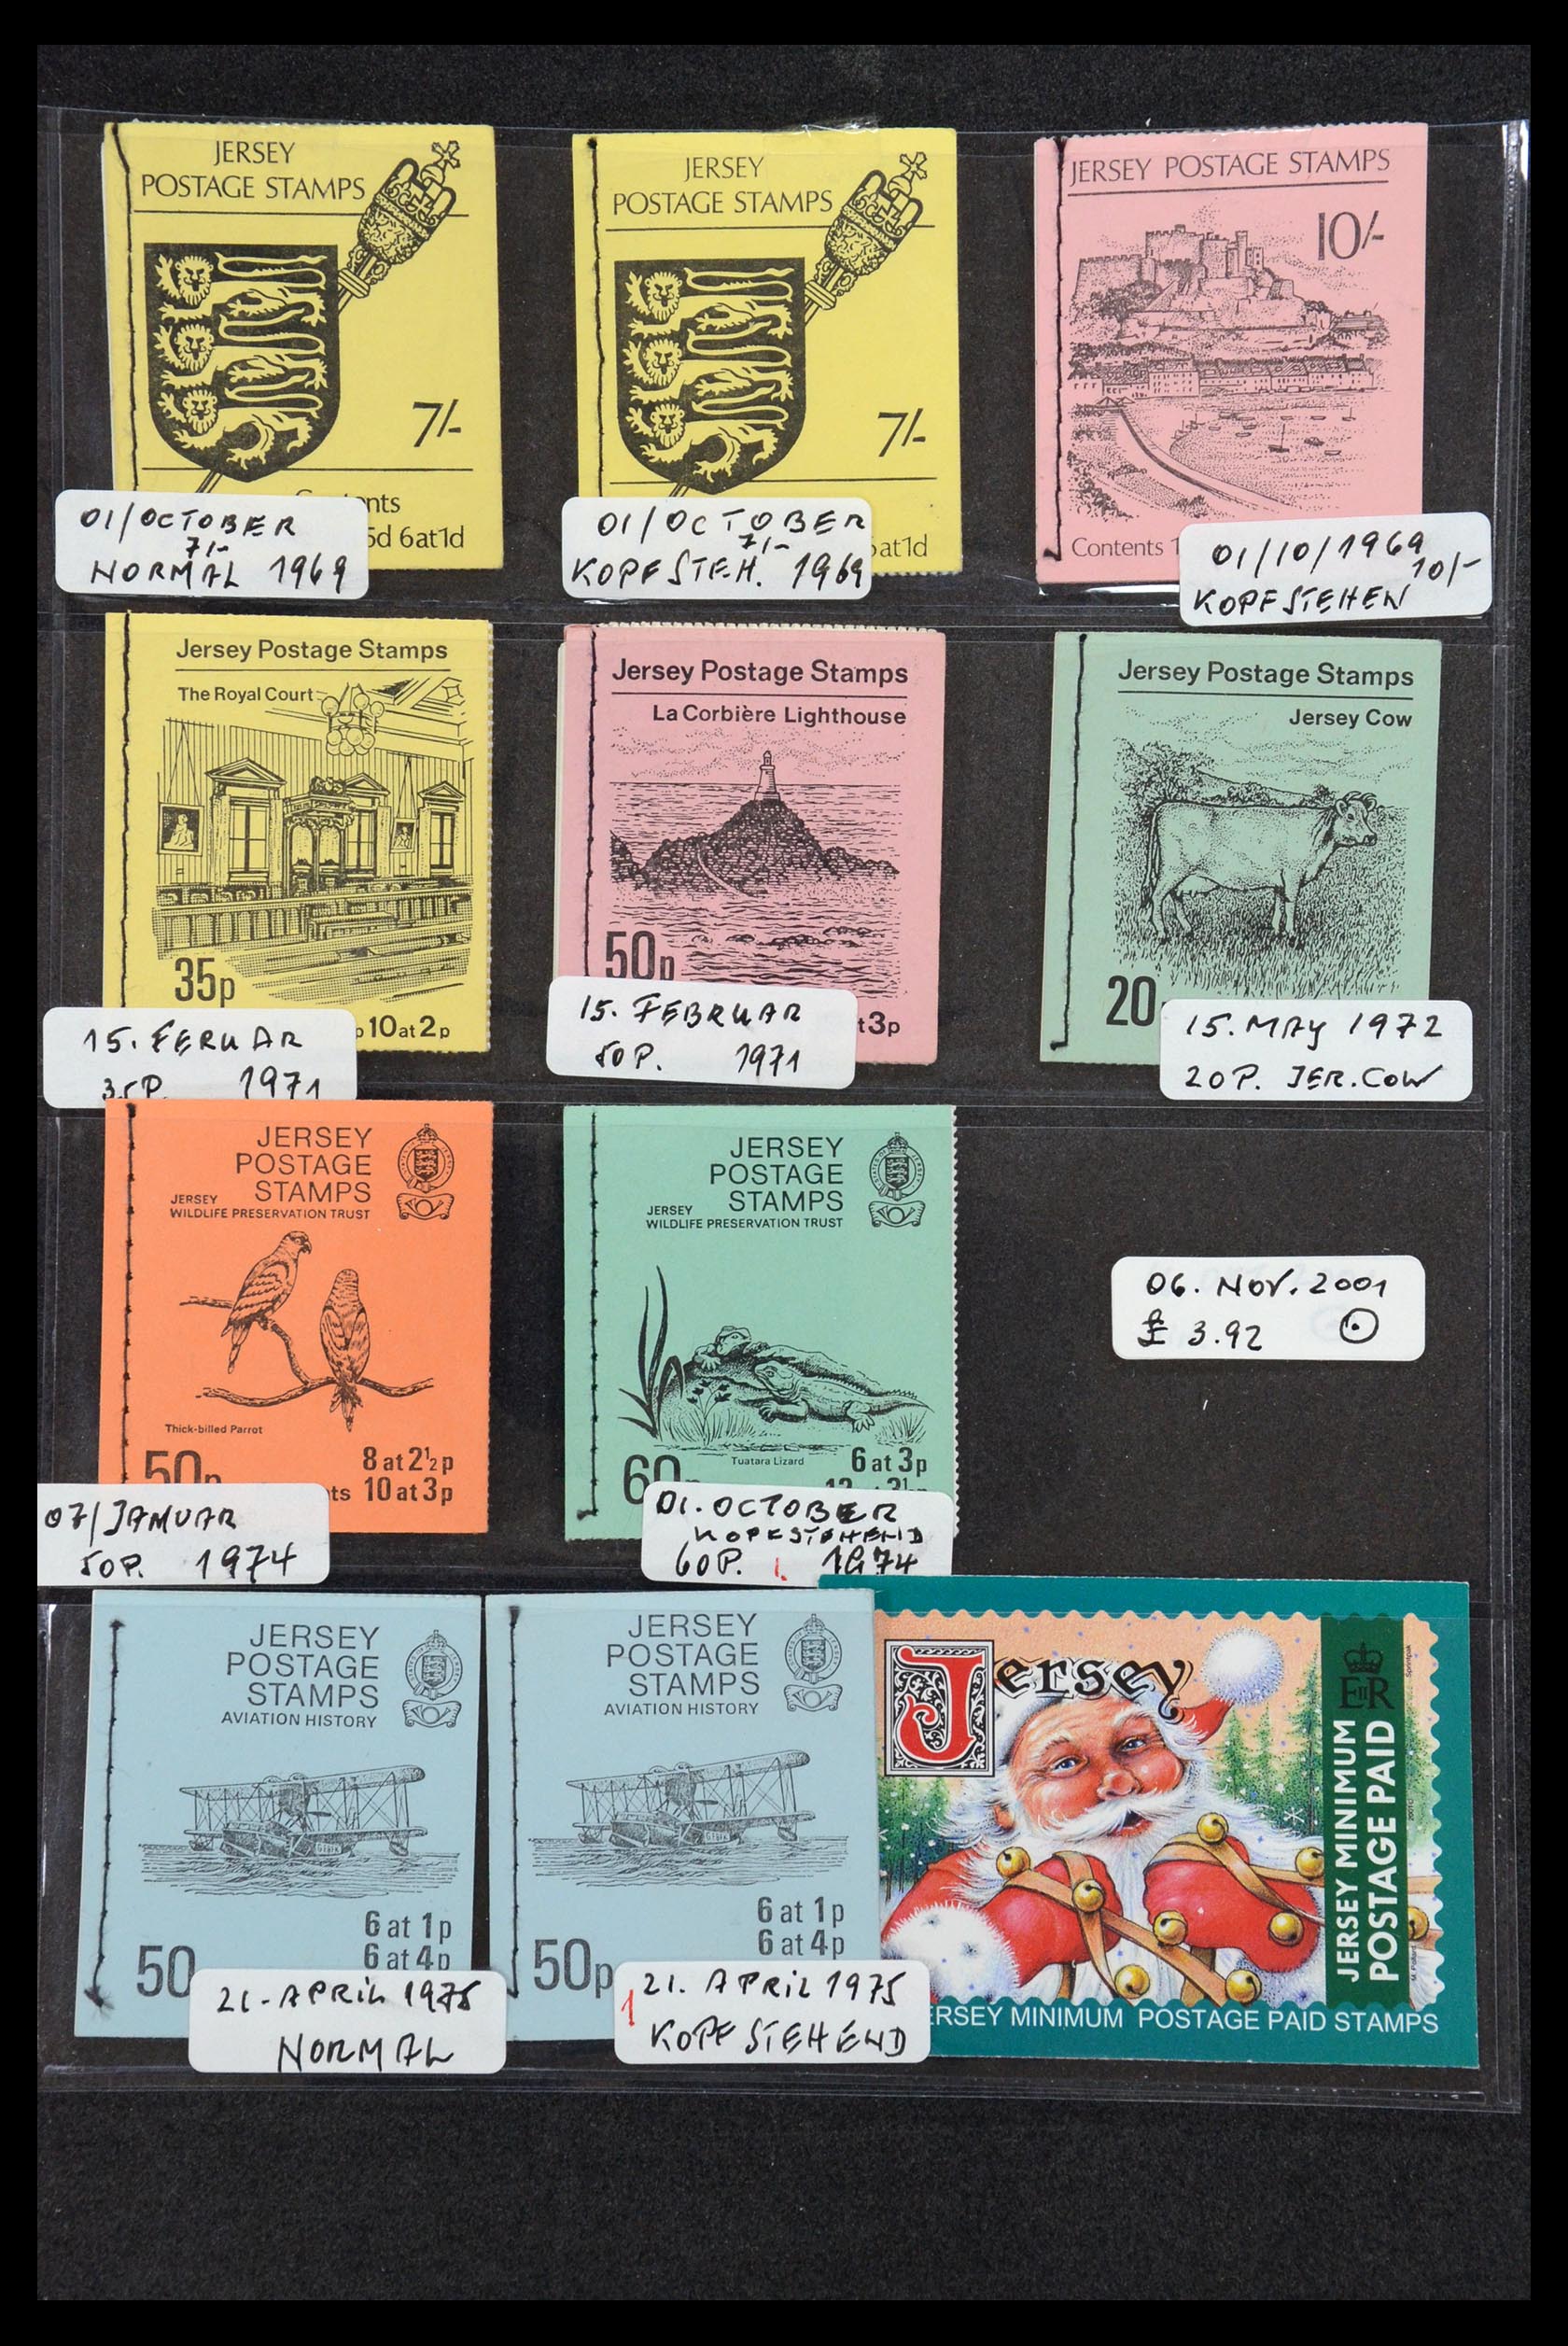 JERSEY
POSTAGE STAMPS
7/-
nts
5d 6at1d
01/OCTOBER
7/-
NORMAL 1969
JERSEY
POSTAGE STAMPS
7/-
6at1d
01/OCTOBER
7/-
KOPFSTEH. 1969
JERSEY POSTAGE STAMPS
10/-
Contents 1
01/10/1969
10/-
KOPFSTEHEN
Jersey Postage Stamps
The Royal Court
35p
10 at 2p
15. FERUAR
35P. 1971
Jersey Postage Stamps
La Corbière Lighthouse
50p
t 3p
15. FEBRUAR
50P. 1971
Jersey Postage Stamps
Jersey Cow
20
15. MAY 1972
20P. JER. COW
JERSEY
POSTAGE
STAMPS
JERSEY
WILDLIFE PRESERVATION TRUST
Thick-billed Parrot
50p
8 at 2½p
ts 10 at 3p
07/JANUAR
50P. 1974
JERSEY
POSTAGE
STAMPS
JERSEY
WILDLIFE PRESERVATION TRUST
Tuatara Lizard
60
6 at 3p
01. OCTOBER
KOPFSTEHEND
60P. 1974
06. NOV. 2001
£ 3.92
JERSEY
POSTAGE
STAMPS
AVIATION HISTORY
50
6 at 1p
6 at 4p
21. APRIL 1975
NORMAL
JERSEY
POSTAGE
STAMPS
AVIATION HISTORY
50p
6 at 1p
6 at 4p
1
21. APRIL 1975
KOPFSTEHEND
Jersey
EIIR
JERSEY MINIMUM
POSTAGE PAID
ERSEY MINIMUM POSTAGE PAID STAMPS